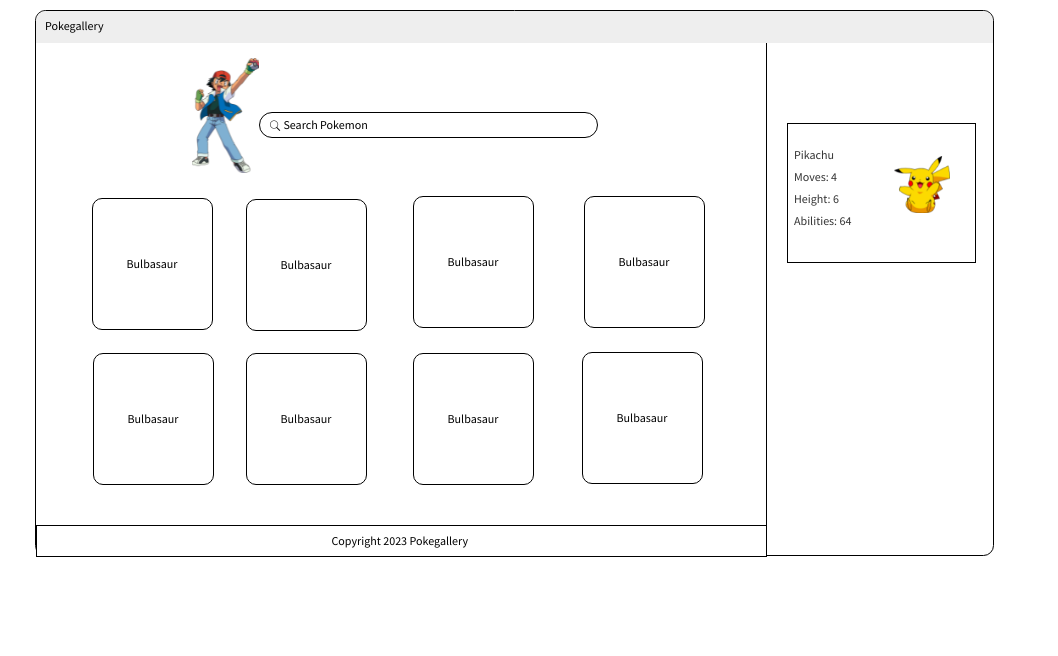 Pokegallery
Search Pokemon
Bulbasaur
Bulbasaur
Bulbasaur
Bulbasaur
Bulbasaur
Bulbasaur
Bulbasaur
Bulbasaur
Copyright 2023 Pokegallery
Pikachu
Moves: 4
Height: 6
Abilities: 64